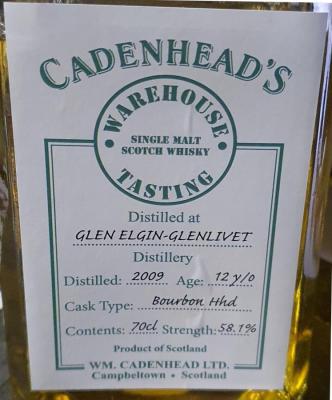 CADENHEAD'S
• WAREHOUSE •
SINGLE MALT
SCOTCH WHISKY
TASTING
Distilled at
GLEN ELGIN-GLENLIVET
Distillery
Distilled: 2009 Age: 12 y/o
Cask Type: Bourbon Hhd
Contents: 70cl Strength: 58.1%
Product of Scotland
WM. CADENHEAD LTD.
Campbeltown • Scotland